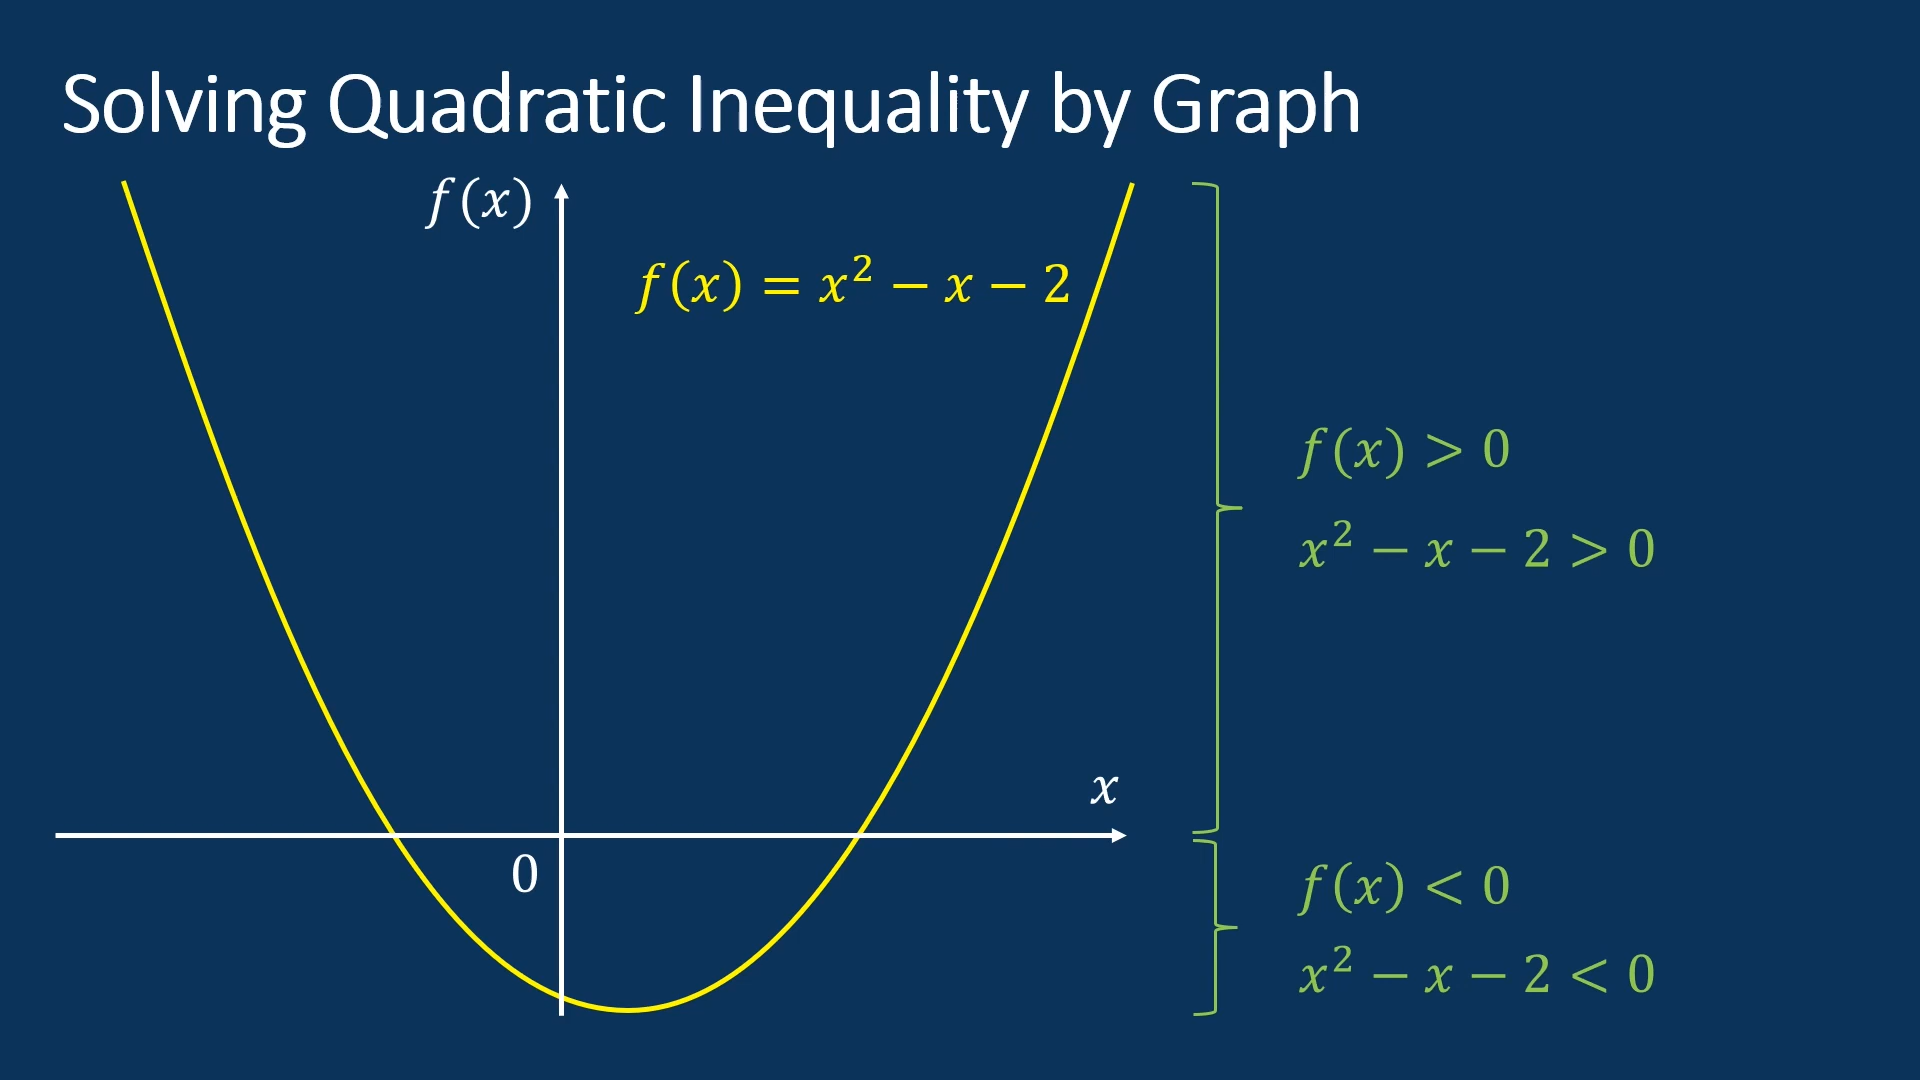 Solving Quadratic Inequality by Graph
f(x)
f(x) = x² − x − 2
f(x) > 0
x² − x − 2 > 0
x
0
f(x) < 0
x² − x − 2 < 0